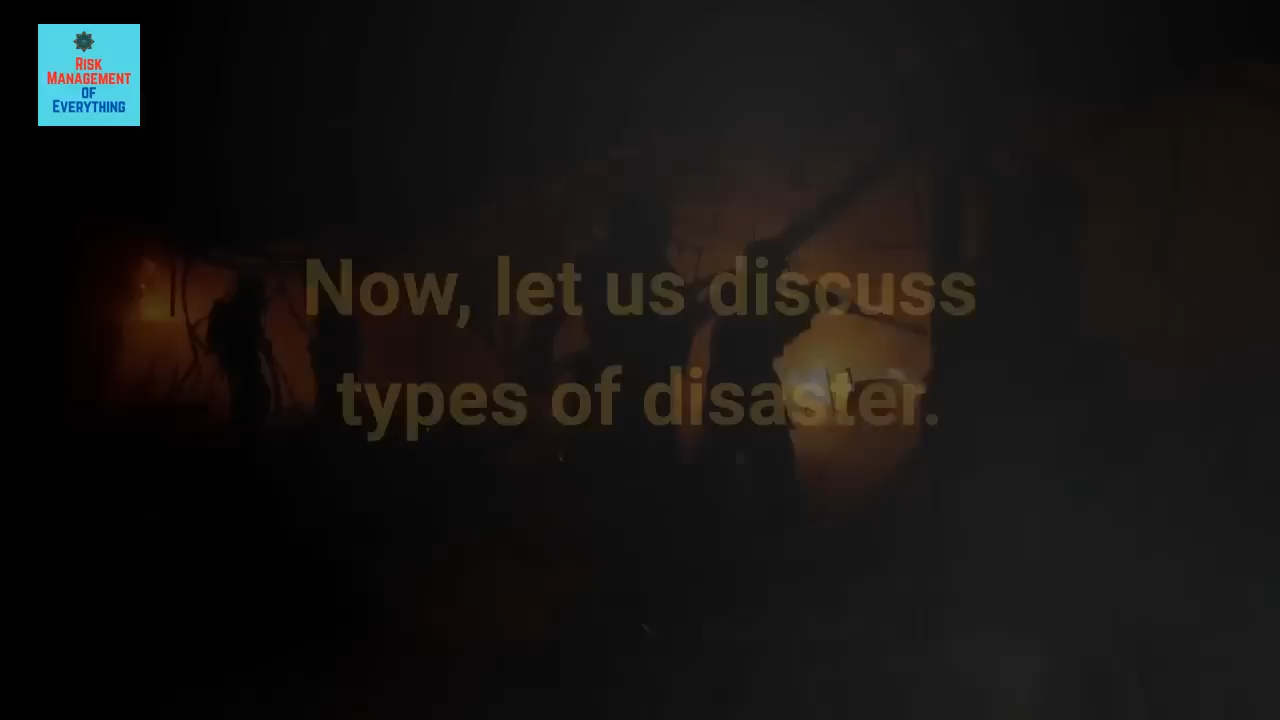 Risk
Management
of
Everything
Now, let us discuss
types of disaster.